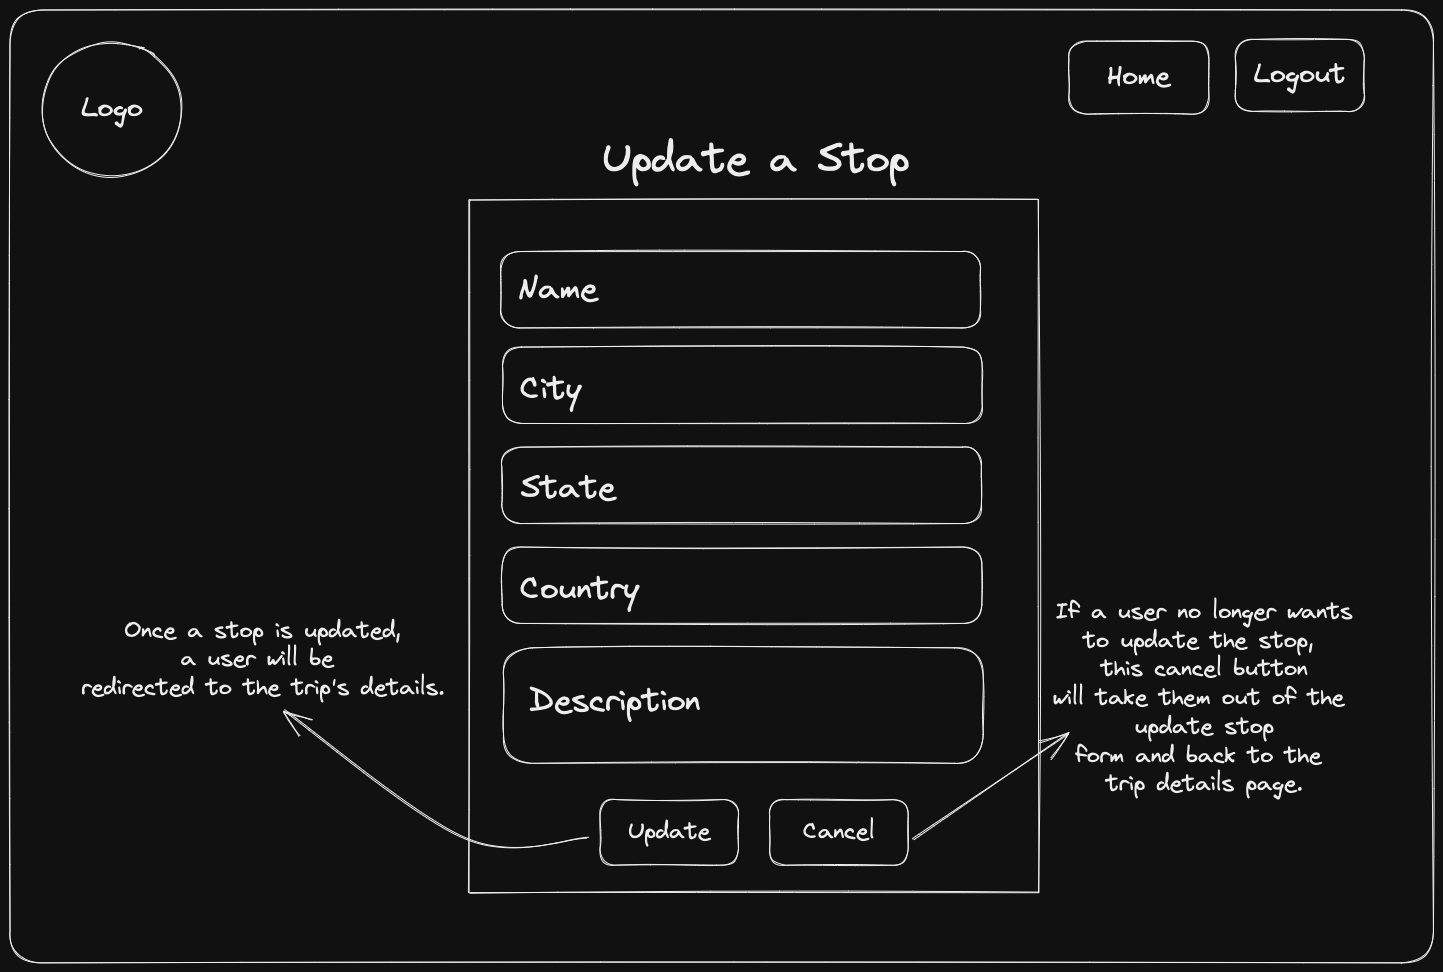 Logo
Home
Logout
Update a Stop
Name
City
State
Country
Description
Update
Cancel
Once a stop is updated,
a user will be
redirected to the trip's details.
If a user no longer wants
to update the stop,
this cancel button
will take them out of the
update stop
form and back to the
trip details page.